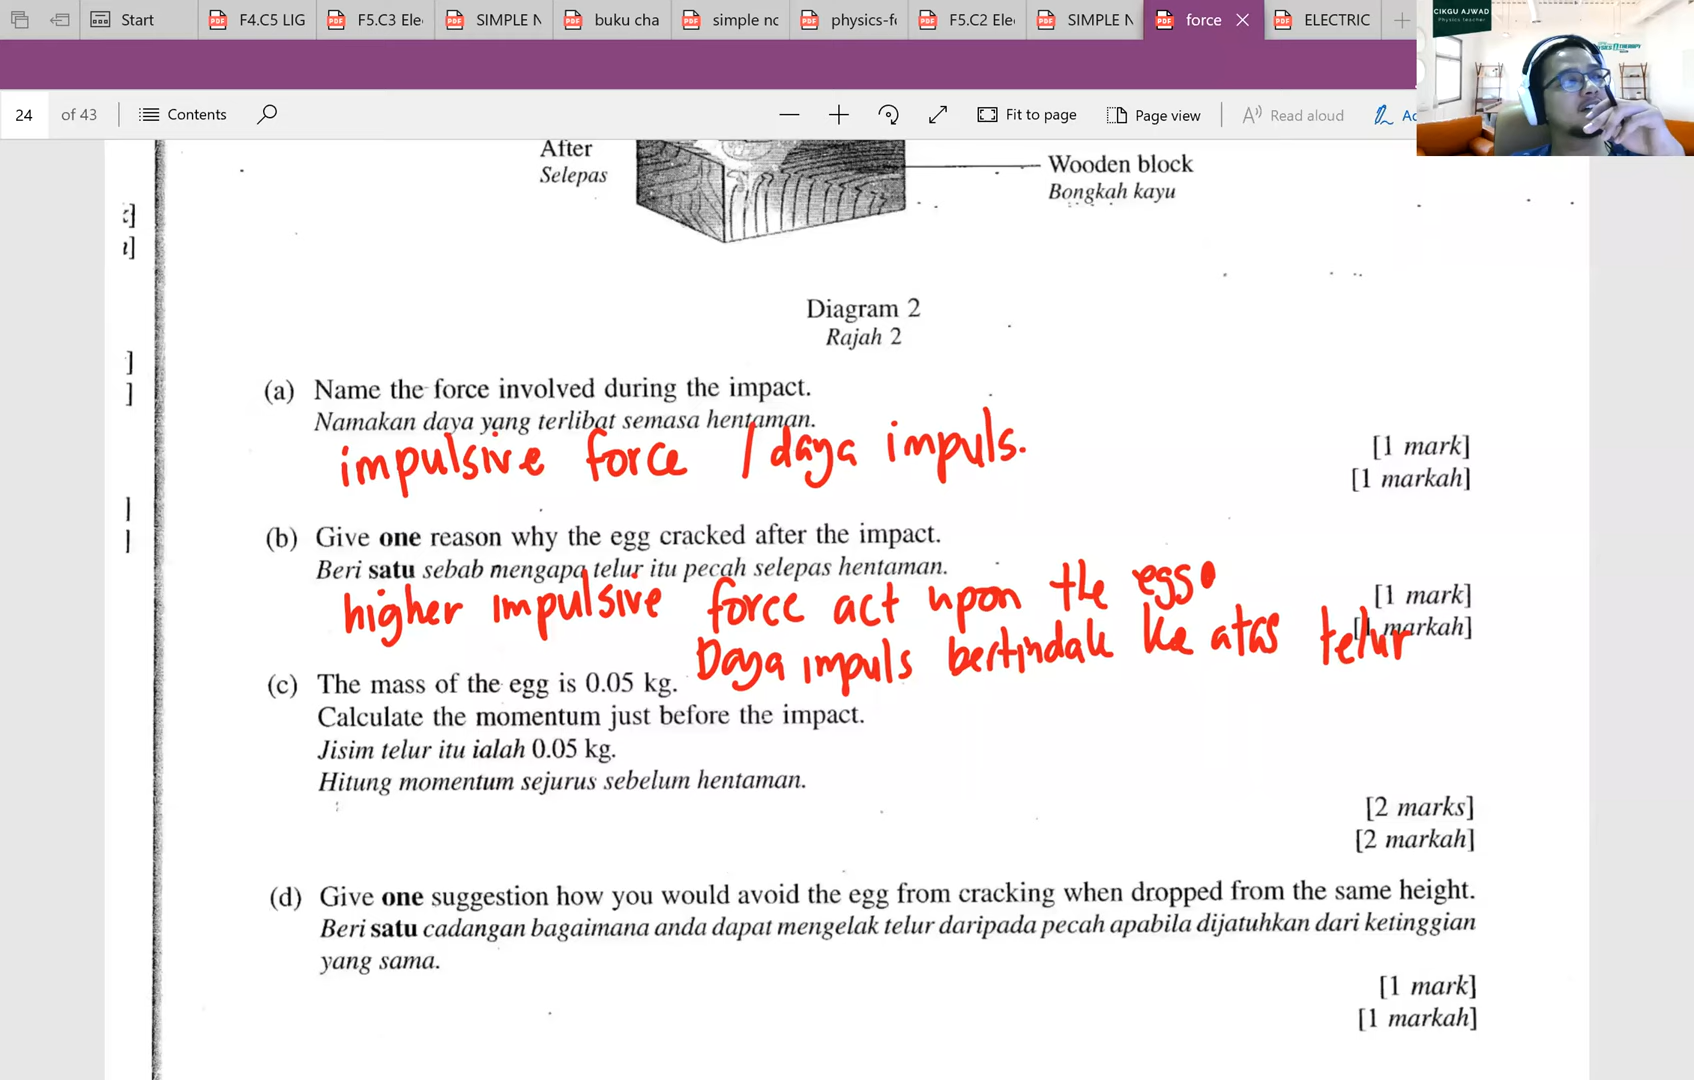 Start F4.C5 LIG F5.C3 Ele SIMPLE N buku cha simple nc physics-fe F5.C2 Ele SIMPLE N force ELECTRIC
CIKGU AJWAD
Physics teacher
24 of 43 Contents Fit to page Page view Read aloud
After
Selepas
Wooden block
Bongkah kayu
Diagram 2
Rajah 2
(a) Name the force involved during the impact.
Namakan daya yang terlibat semasa hentaman.
impulsive force / daya impuls.
[1 mark]
[1 markah]
(b) Give one reason why the egg cracked after the impact.
Beri satu sebab mengapa telur itu pecah selepas hentaman.
higher impulsive force act upon the eggs
[1 mark]
[1 markah]
Daya impuls bertindak ke atas telur
(c) The mass of the egg is 0.05 kg.
Calculate the momentum just before the impact.
Jisim telur itu ialah 0.05 kg.
Hitung momentum sejurus sebelum hentaman.
[2 marks]
[2 markah]
(d) Give one suggestion how you would avoid the egg from cracking when dropped from the same height.
Beri satu cadangan bagaimana anda dapat mengelak telur daripada pecah apabila dijatuhkan dari ketinggian
yang sama.
[1 mark]
[1 markah]